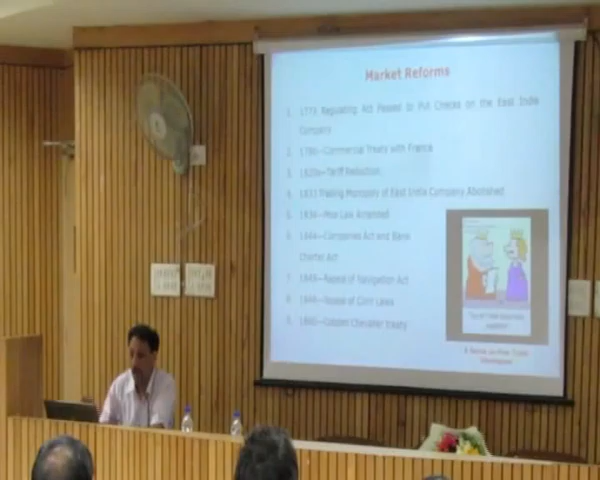 Market Reforms
1. 1773 Regulating Act Passed to Put Checks on the East India
Company
2. 1786—Commercial Treaty with France
3. 1820s—Tariff Reduction
4. 1833 Trading Monopoly of East India Company Abolished
5. 1834—Poor Law Amended
6. 1844—Companies Act and Bank
Charter Act
7. 1849—Repeal of Navigation Act
8. 1846—Repeal of Corn Laws
9. 1860—Cobden Chevalier Treaty